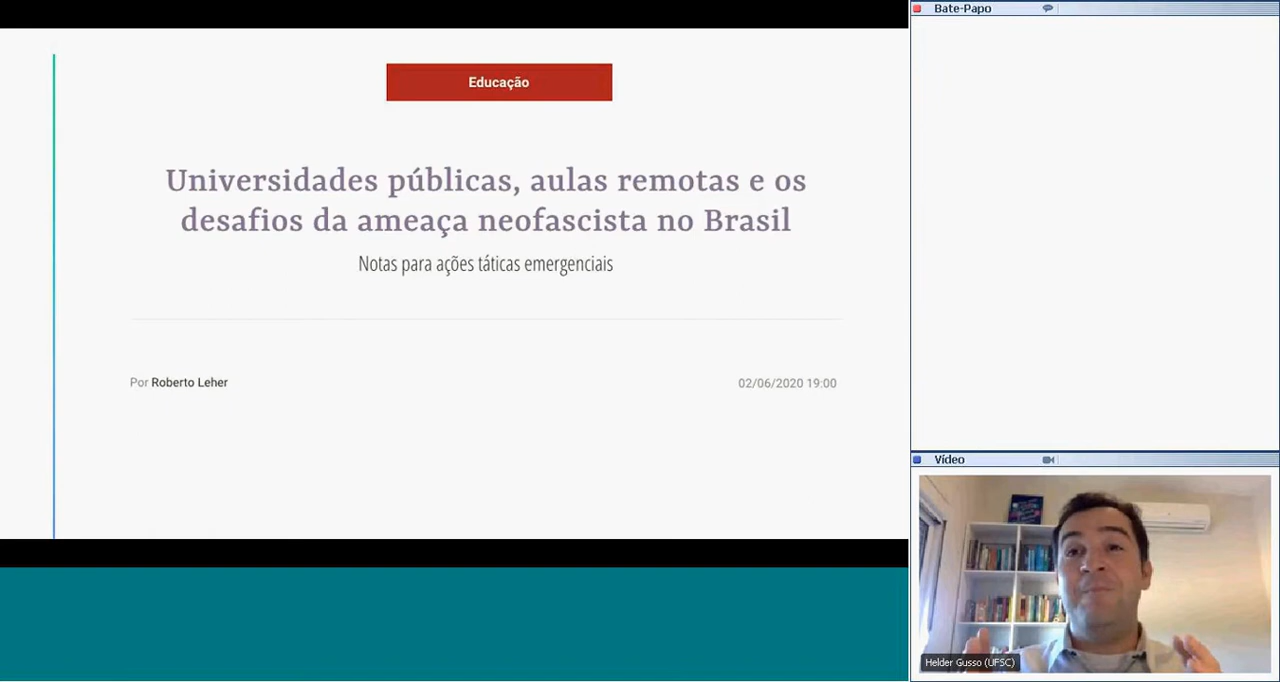 Educação
Universidades públicas, aulas remotas e os
desafios da ameaça neofascista no Brasil
Notas para ações táticas emergenciais
Por Roberto Leher
02/06/2020 19:00
Bate-Papo
Vídeo
Helder Gusso (UFSC)